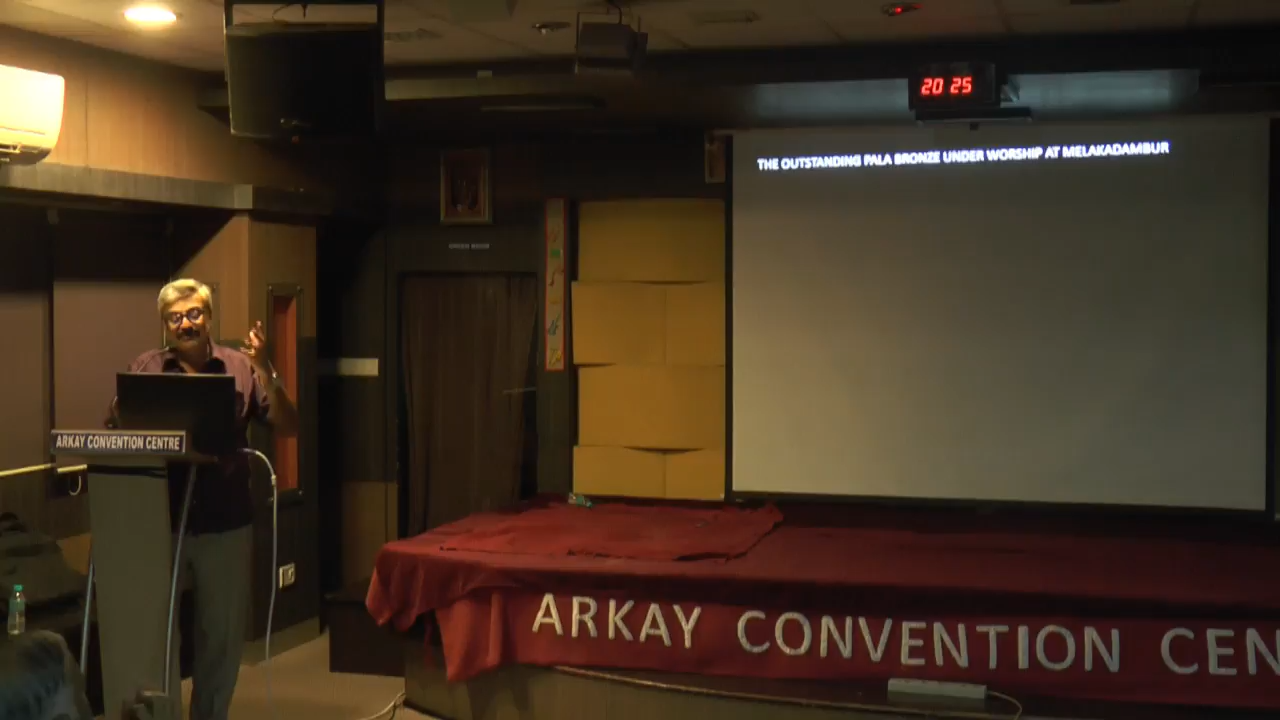 20 25
THE OUTSTANDING PALA BRONZE UNDER WORSHIP AT MELAKADAMBUR
ARKAY CONVENTION CENTRE
ARKAY CONVENTION CEN